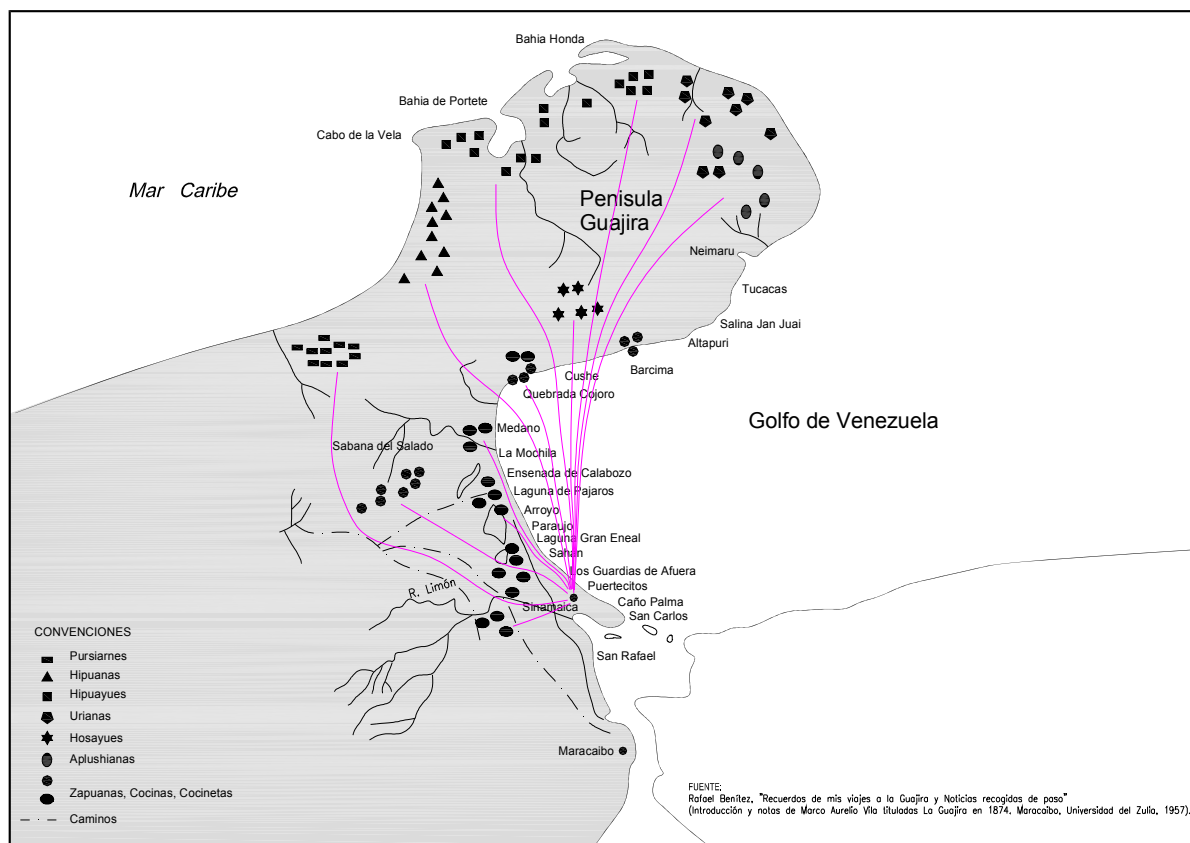 Bahia Honda
Bahia de Portete
Cabo de la Vela
Mar Caribe
Penisula
Guajira
Neimaru
Tucacas
Salina Jan Juai
Altapuri
Barcima
Cushe
Quebrada Cojoro
Golfo de Venezuela
Medano
Sabana del Salado
La Mochila
Ensenada de Calabozo
Laguna de Pajaros
Arroyo
Paraujo
Laguna Gran Eneal
Sahan
Los Guardias de Afuera
Puertecitos
R. Limón
Caño Palma
Sinamaica
San Carlos
San Rafael
Maracaibo
CONVENCIONES
Pursiarnes
Hipuanas
Hipuayues
Urianas
Hosayues
Aplushianas
Zapuanas, Cocinas, Cocinetas
Caminos
FUENTE:
Rafael Benítez, "Recuerdos de mis viajes a la Guajira y Noticias recogidas de paso"
(Introducción y notas de Marco Aurelio Vila tituladas La Guajira en 1874. Maracaibo, Universidad del Zulia, 1957).